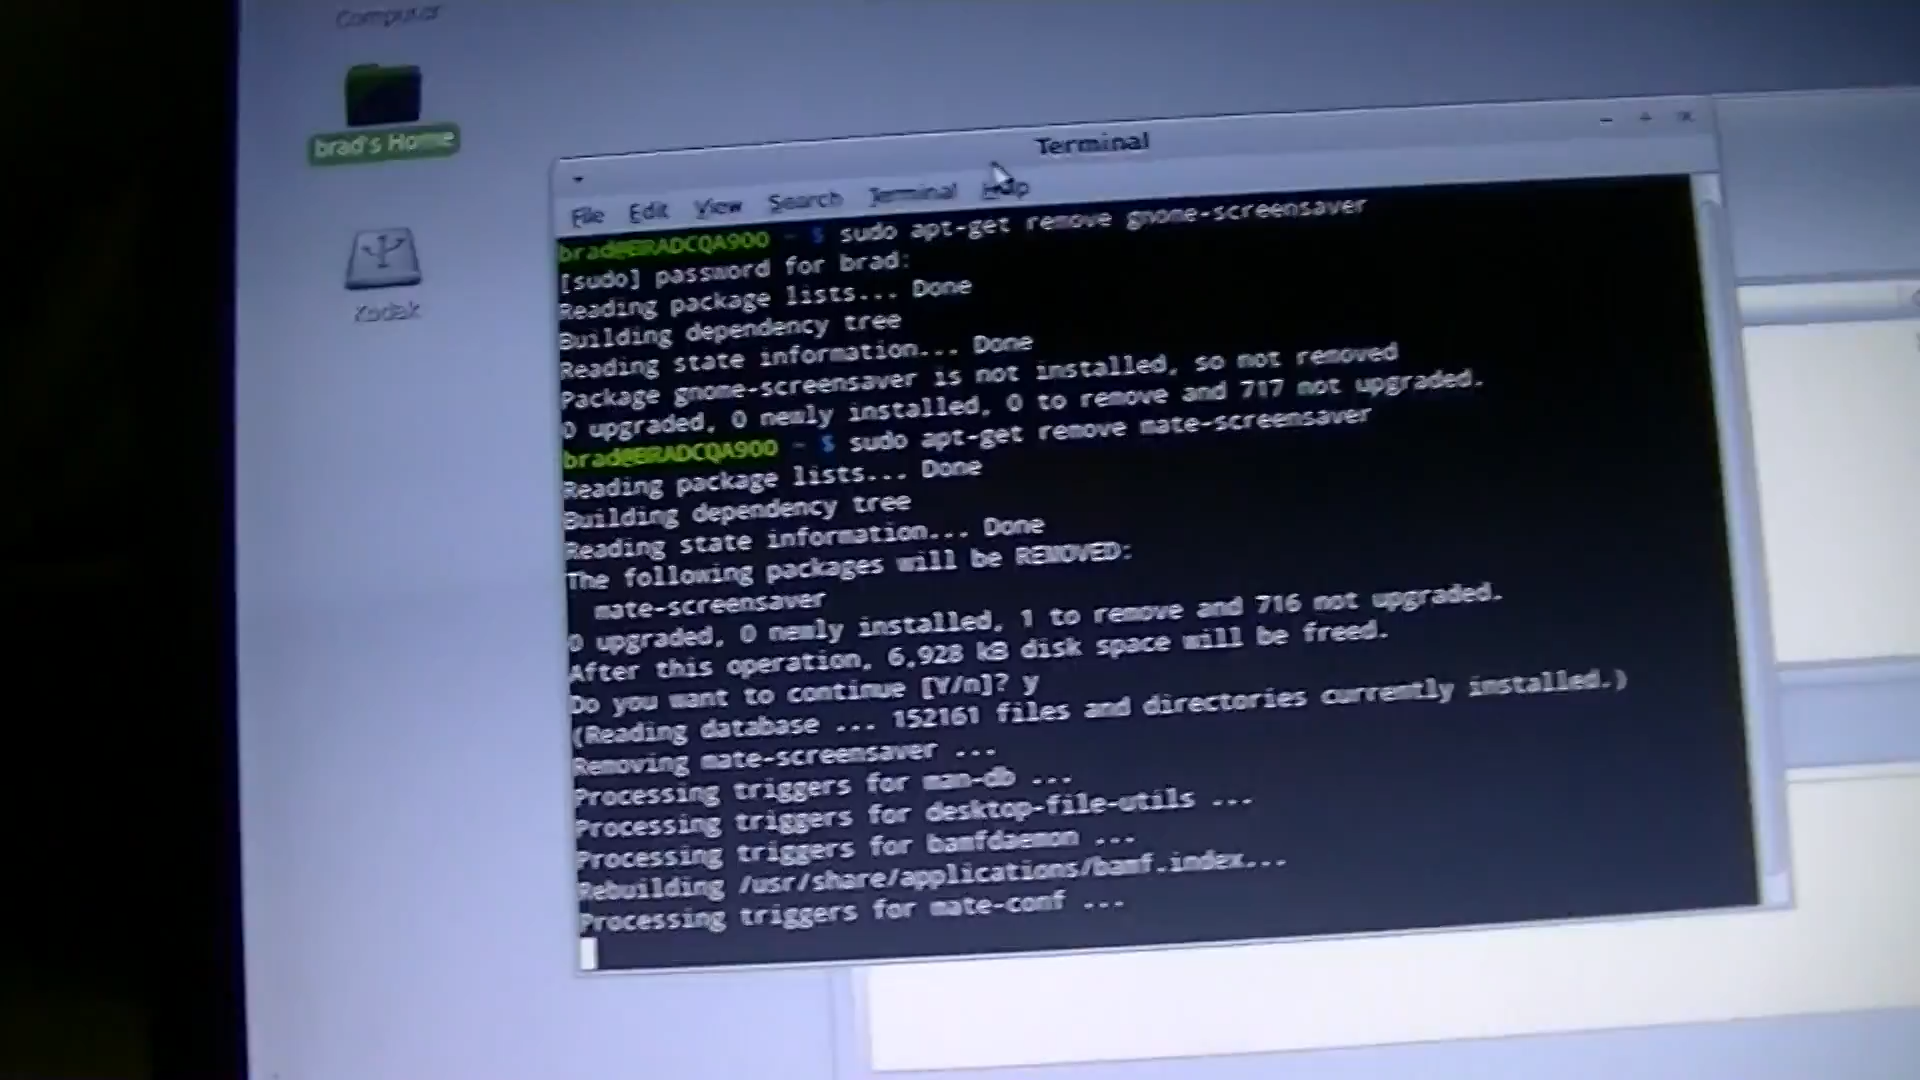 Computer
brad's Home
Kodak
Terminal
File Edit View Search Terminal Help
brad@BRADCQA900 ~ $ sudo apt-get remove gnome-screensaver
[sudo] password for brad:
Reading package lists... Done
Building dependency tree
Reading state information... Done
Package gnome-screensaver is not installed, so not removed
0 upgraded, 0 newly installed, 0 to remove and 717 not upgraded.
brad@BRADCQA900 ~ $ sudo apt-get remove mate-screensaver
Reading package lists... Done
Building dependency tree
Reading state information... Done
The following packages will be REMOVED:
mate-screensaver
0 upgraded, 0 newly installed, 1 to remove and 716 not upgraded.
After this operation, 6,928 kB disk space will be freed.
Do you want to continue [Y/n]? y
(Reading database ... 152161 files and directories currently installed.)
Removing mate-screensaver ...
Processing triggers for man-db ...
Processing triggers for desktop-file-utils ...
Processing triggers for bamfdaemon ...
Rebuilding /usr/share/applications/bamf.index...
Processing triggers for mate-conf ...